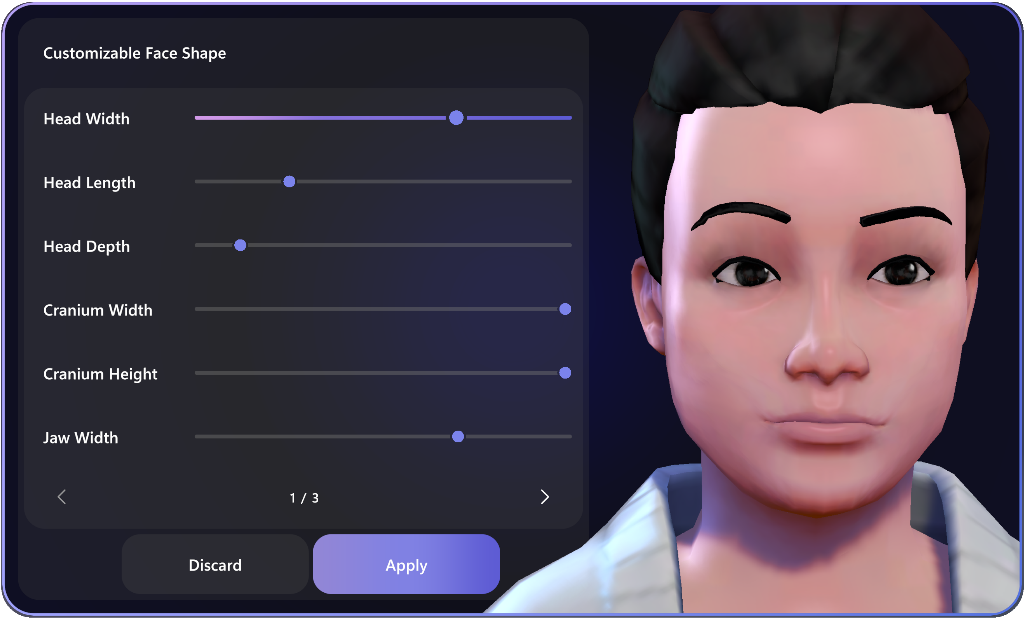 Customizable Face Shape
Head Width
Head Length
Head Depth
Cranium Width
Cranium Height
Jaw Width
1 / 3
Discard
Apply